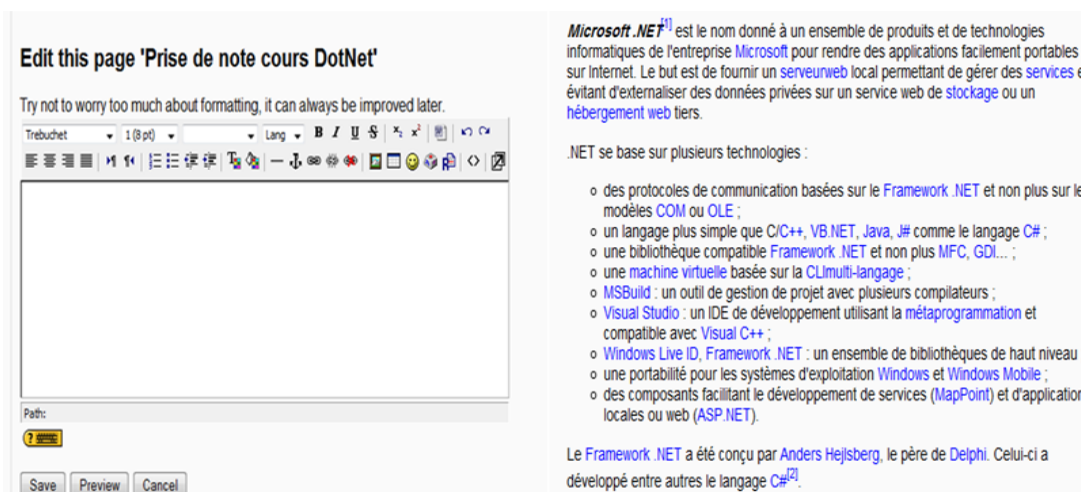 Edit this page 'Prise de note cours DotNet'
Try not to worry too much about formatting, it can always be improved later.
Trebuchet 1 (8 pt) Lang B I U S x₂ x²
Path:
?
Save Preview Cancel
Microsoft .NET[1] est le nom donné à un ensemble de produits et de technologies
informatiques de l'entreprise Microsoft pour rendre des applications facilement portables
sur Internet. Le but est de fournir un serveurweb local permettant de gérer des services e
évitant d'externaliser des données privées sur un service web de stockage ou un
hébergement web tiers.
.NET se base sur plusieurs technologies :
des protocoles de communication basées sur le Framework .NET et non plus sur le
modèles COM ou OLE ;
un langage plus simple que C/C++, VB.NET, Java, J# comme le langage C# ;
une bibliothèque compatible Framework .NET et non plus MFC, GDI... ;
une machine virtuelle basée sur la CLImulti-langage ;
MSBuild : un outil de gestion de projet avec plusieurs compilateurs ;
Visual Studio : un IDE de développement utilisant la métaprogrammation et
compatible avec Visual C++ ;
Windows Live ID, Framework .NET : un ensemble de bibliothèques de haut niveau
une portabilité pour les systèmes d'exploitation Windows et Windows Mobile ;
des composants facilitant le développement de services (MapPoint) et d'application
locales ou web (ASP.NET).
Le Framework .NET a été conçu par Anders Hejlsberg, le père de Delphi. Celui-ci a
développé entre autres le langage C#[2].